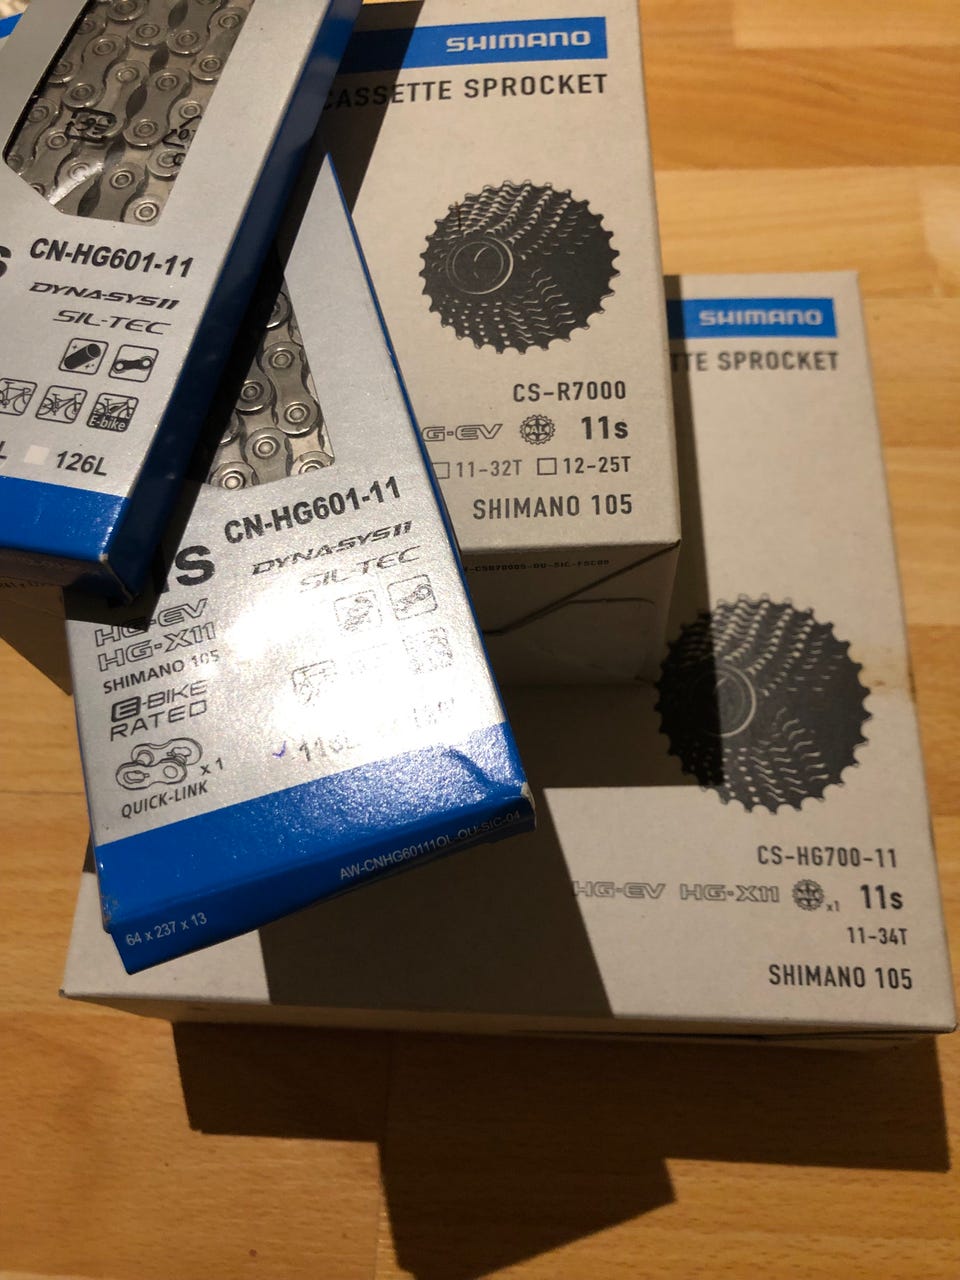 CN-HG601-11
DYNA-SYS11
SIL-TEC
E-bike
126L
SHIMANO
CASSETTE SPROCKET
CS-R7000
G-EV 11s
11-32T 12-25T
SHIMANO 105
SHIMANO
TTE SPROCKET
CN-HG601-11
DYNA-SYS11
SIL-TEC
HG-EV
HG-X11
SHIMANO 105
E-BIKE
RATED
x1
QUICK-LINK
AW-CNHG60111QL-OU-SIC-04
64 x 237 x 13
CS-HG700-11
HG-EV HG-X11 x1 11s
11-34T
SHIMANO 105